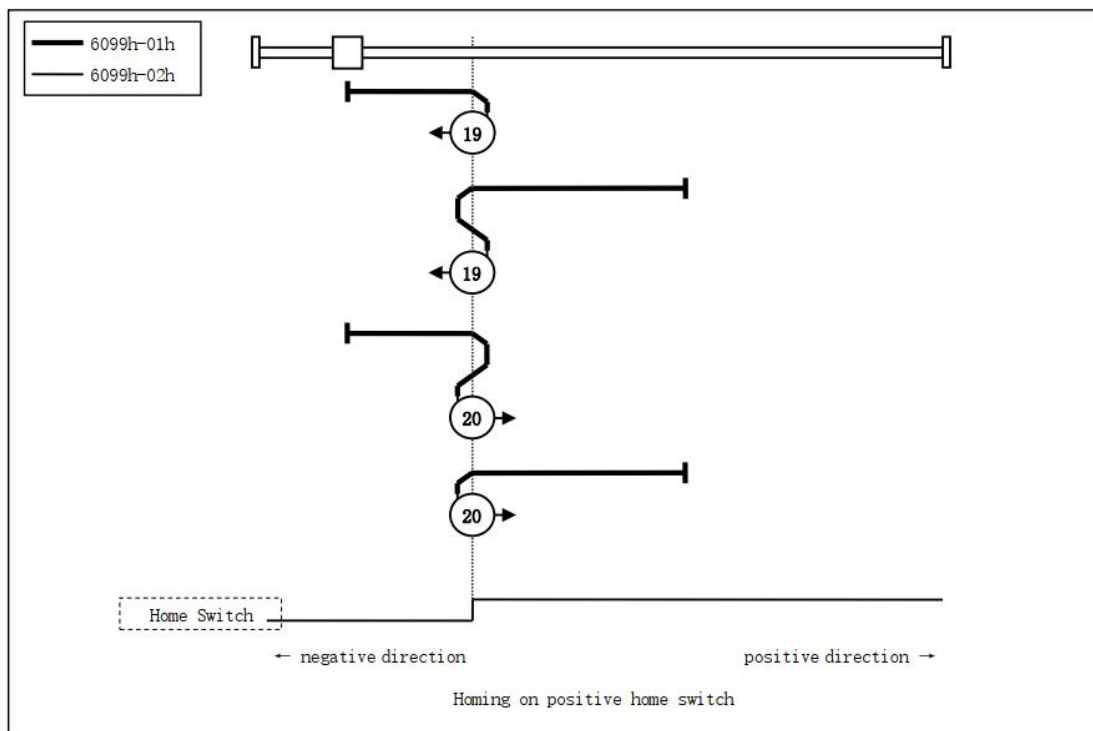 6099h-01h
6099h-02h
19
19
20
20
Home Switch
← negative direction
positive direction →
Homing on positive home switch